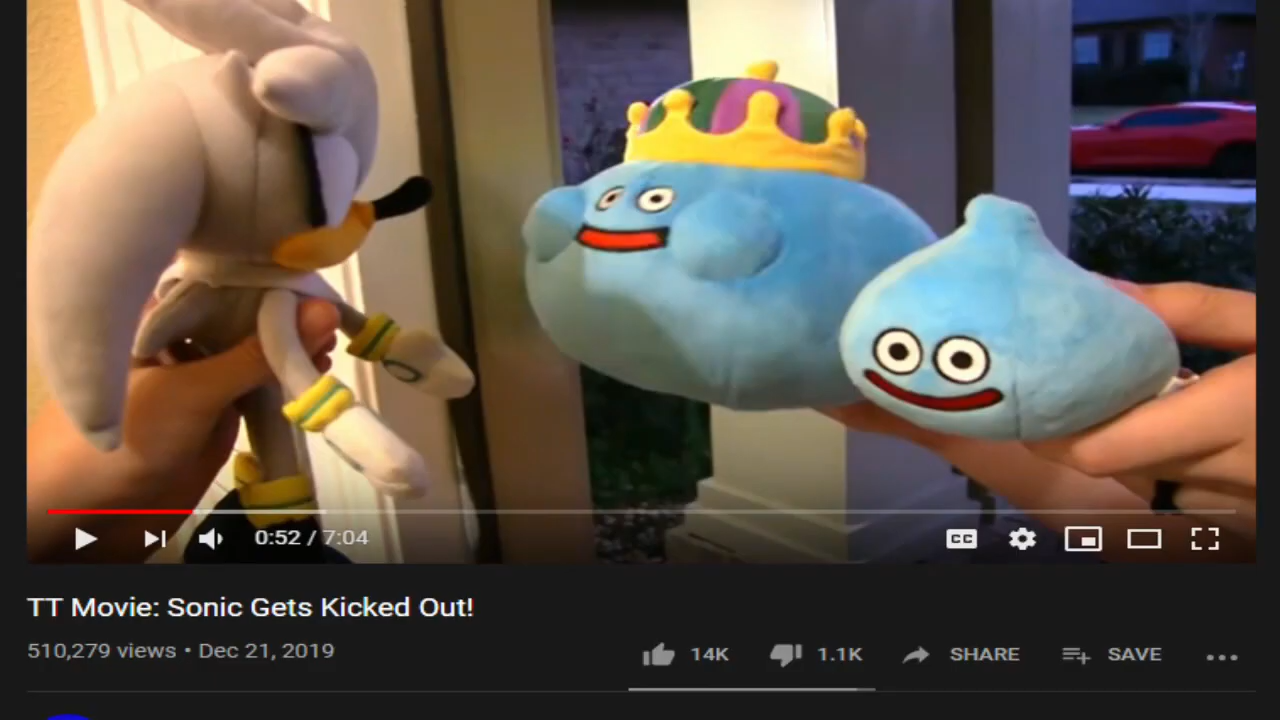 0:52 / 7:04
CC
TT Movie: Sonic Gets Kicked Out!
510,279 views • Dec 21, 2019
14K 1.1K SHARE SAVE